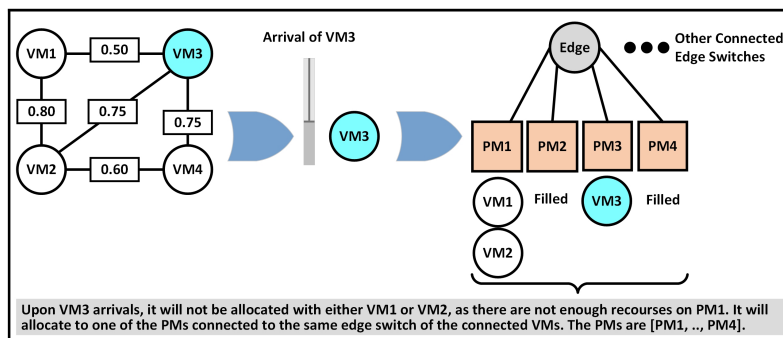 VM1
0.50
VM3
0.80
0.75
0.75
VM2
0.60
VM4
Arrival of VM3
VM3
Edge
Other Connected
Edge Switches
PM1
PM2
PM3
PM4
VM1
Filled
VM3
Filled
VM2
Upon VM3 arrivals, it will not be allocated with either VM1 or VM2, as there are not enough recourses on PM1. It will
allocate to one of the PMs connected to the same edge switch of the connected VMs. The PMs are [PM1, .., PM4].